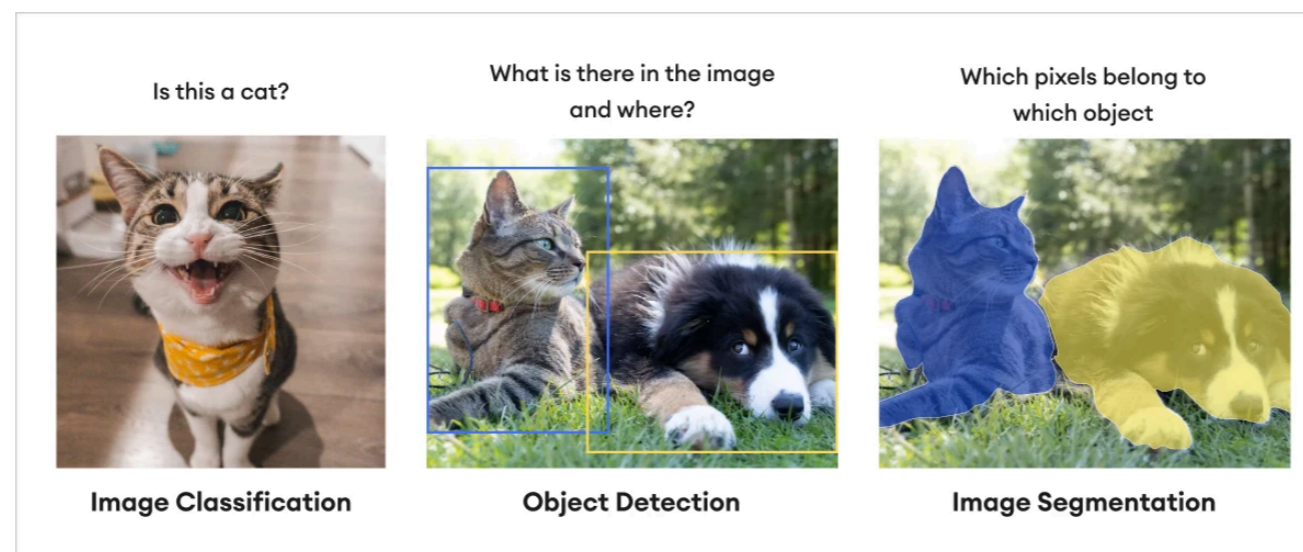 Is this a cat?
What is there in the image
and where?
Which pixels belong to
which object
Image Classification
Object Detection
Image Segmentation